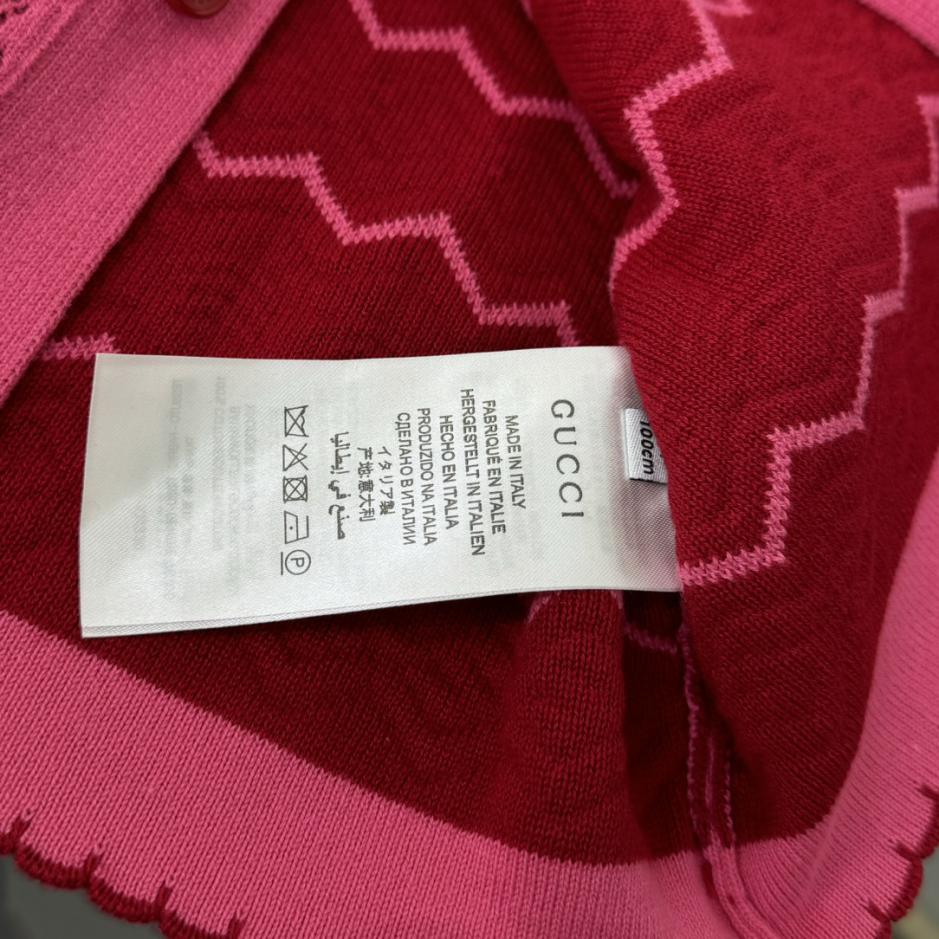 GUCCI
MADE IN ITALY
FABRIQUÉ EN ITALIE
HERGESTELLT IN ITALIEN
HECHO EN ITALIA
PRODUZIDO NA ITALIA
СДЕЛАНО В ИТАЛИИ
イタリア製
产地:意大利
صنع في إيطاليا
P
100cm